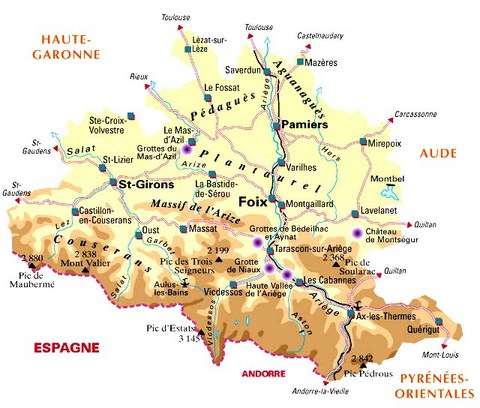 Toulouse
Toulouse
Castelnaudary
HAUTE-
GARONNE
Lézat-sur-
Lèze
Mazères
Saverdun
Aguanaguès
Rieux
Le Fossat
Ariège
Pédaguès
Ste-Croix-
Volvestre
Pamiers
Carcassonne
Le Mas-
d'Azil
Grottes du
Mas-d'Azil
Mirepoix
Hers
St-
Gaudens
Salat
St-Lizier
Arize
Plantaurel
Varilhes
AUDE
St-Girons
La Bastide-
de-Sérou
Montbel
St-
Gaudens
Foix
Montgaillard
Massif de l'Arize
Lavelanet
Castillon-
en-Couserans
Lez
Quillan
Oust
Massat
Grottes de Bédeilhac
et Aynat
Château
de Montségur
Couserans
Garbet
2 199
Tarascon-sur-Ariège
2 880
Pic de
Maubermé
2 838
Mont Valier
Pic des Trois
Seigneurs
Grotte
de Niaux
2 368
Pic de
Soularac
Quillan
Salat
Aulus-
les-Bains
Vicdessos
Haute Vallée
de l'Ariège
Les Cabannes
Ariège
Vicdessos
Aston
Ax-les-Thermes
Pic d'Estats
3 145
Quérigut
ESPAGNE
Mont-Louis
2 842
Pic Pédrous
ANDORRE
Andorre-la-Vieille
PYRÉNÉES-
ORIENTALES